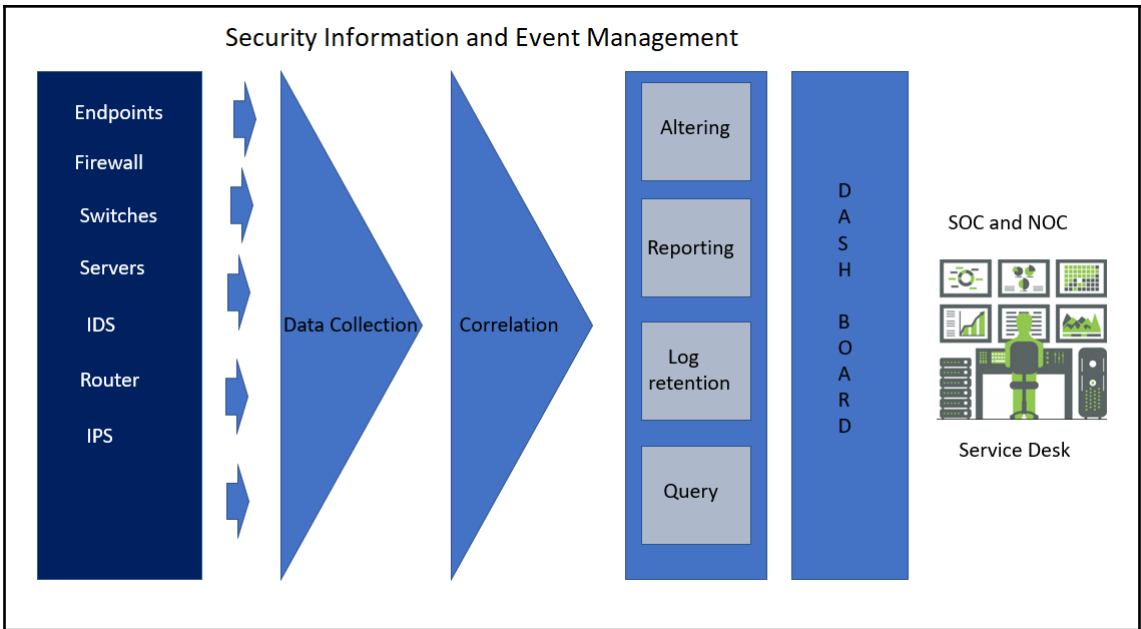 Security Information and Event Management
Endpoints
Firewall
Switches
Servers
IDS
Router
IPS
Data Collection
Correlation
Altering
Reporting
Log
retention
Query
D
A
S
H
B
O
A
R
D
SOC and NOC
Service Desk